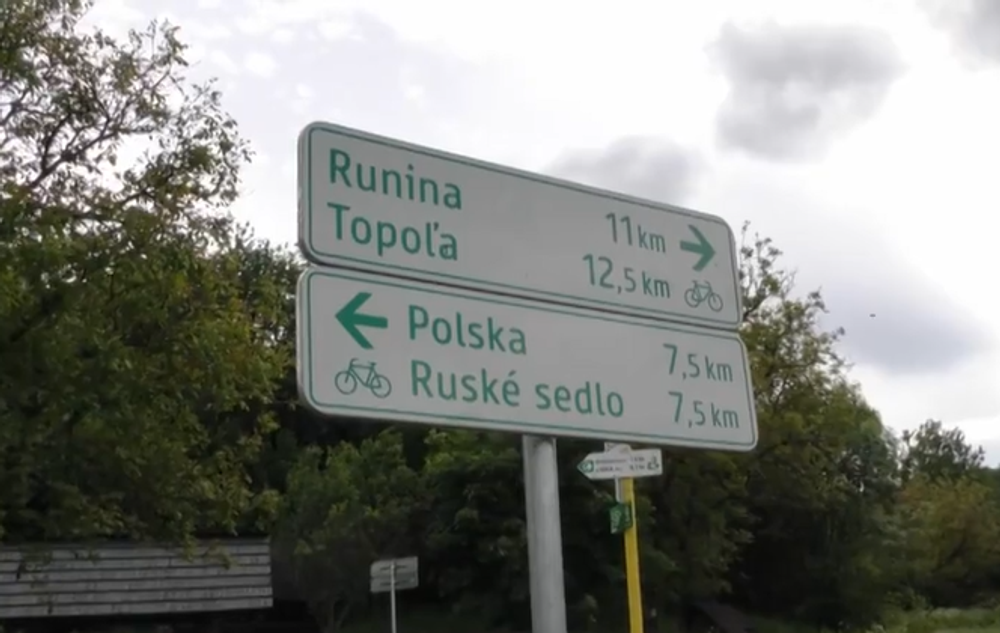 Runina 11 km
Topoľa 12,5 km
Polska 7,5 km
Ruské sedlo 7,5 km